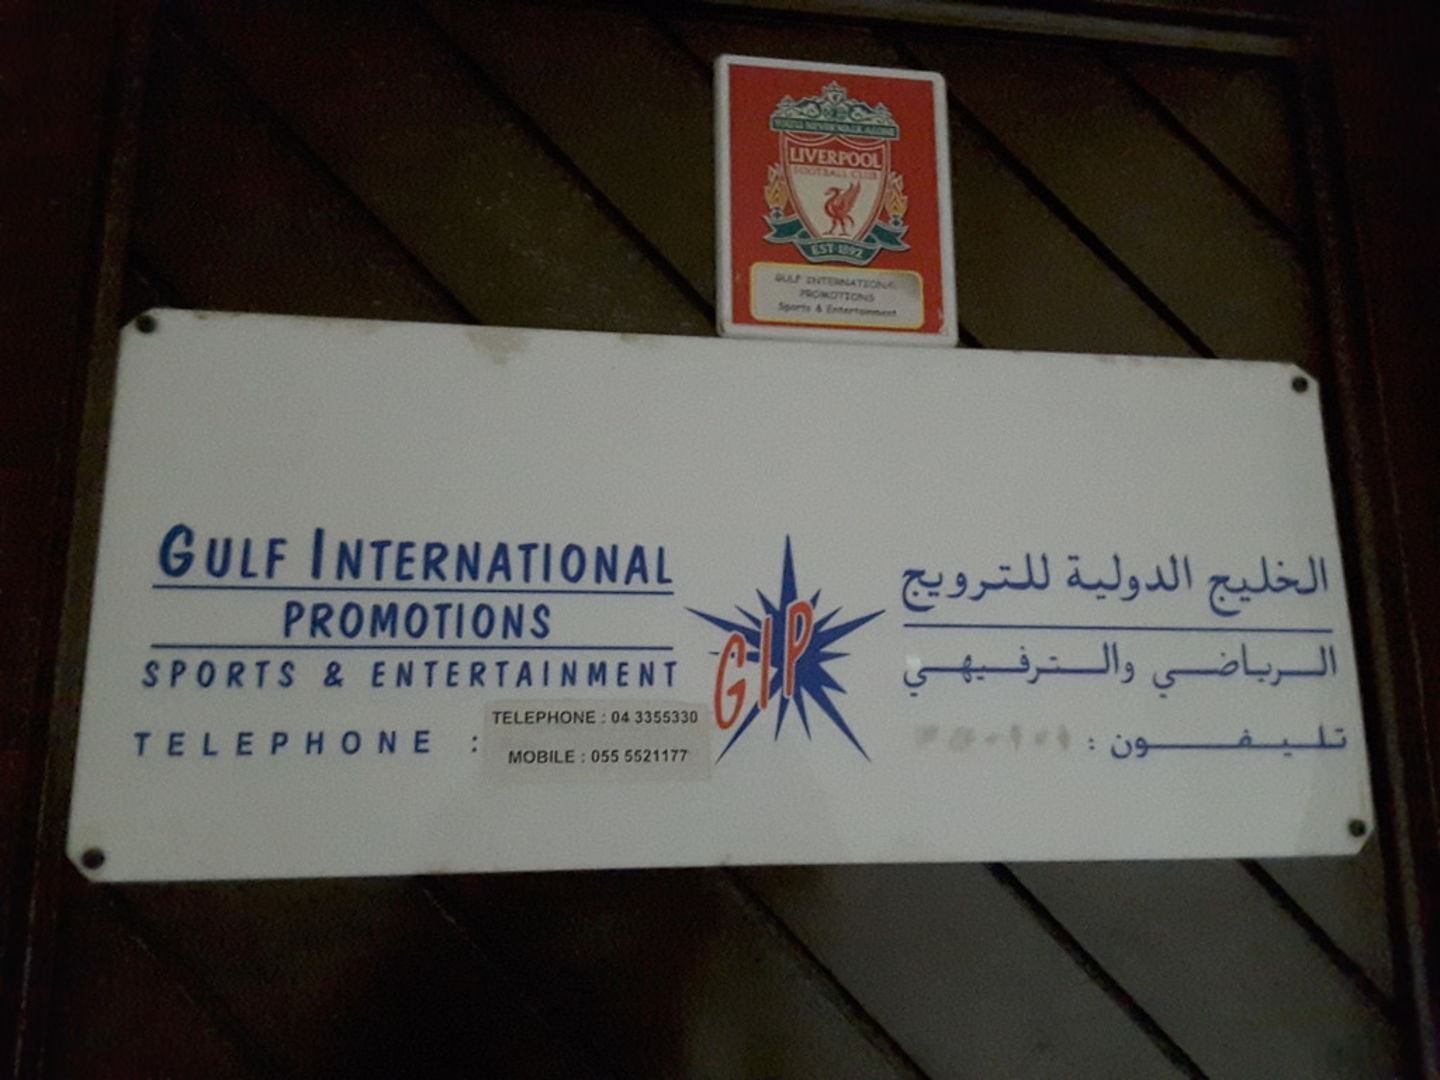 YOU'LL NEVER WALK ALONE
LIVERPOOL
FOOTBALL CLUB
EST·1892
GULF INTERNATIONAL
PROMOTIONS
Sports & Entertainment
GULF INTERNATIONAL
PROMOTIONS
SPORTS & ENTERTAINMENT
TELEPHONE :
TELEPHONE : 04 3355330
MOBILE : 055 5521177
GIP
الخليج الدولية للترويج
الرياضي والترفيهي
تليفون :